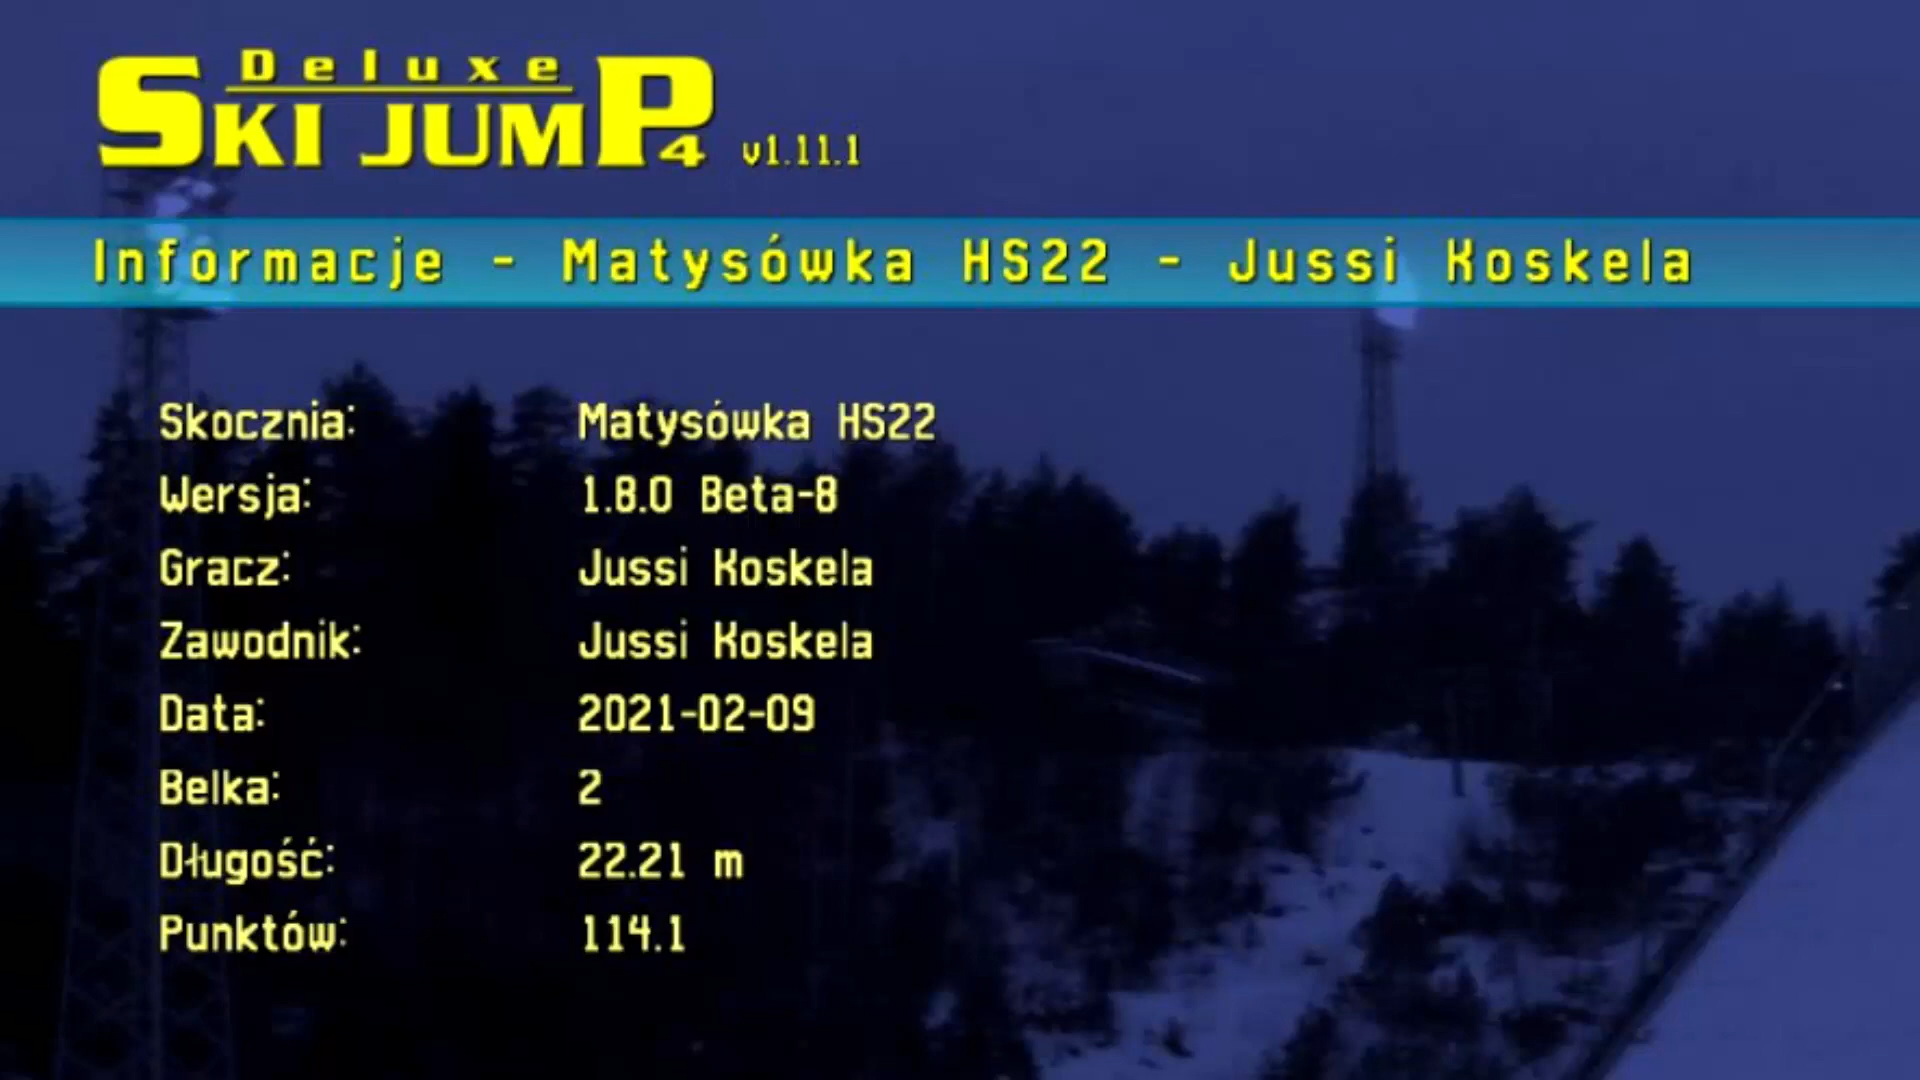 Deluxe
SKI JUMP 4 v1.11.1
Informacje - Matysówka HS22 - Jussi Koskela
Skocznia: Matysówka HS22
Wersja: 1.8.0 Beta-8
Gracz: Jussi Koskela
Zawodnik: Jussi Koskela
Data: 2021-02-09
Belka: 2
Długość: 22.21 m
Punktów: 114.1